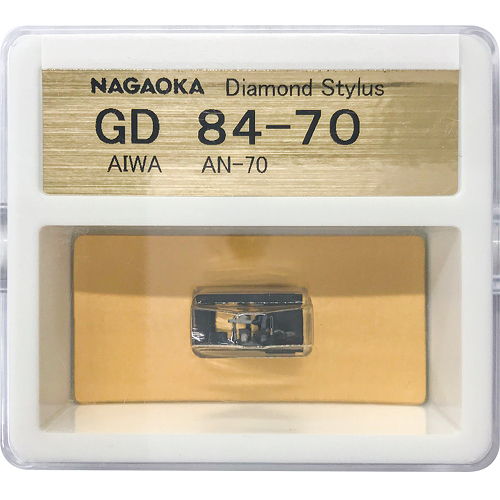 NAGAOKA Diamond Stylus
GD 84-70
AIWA AN-70